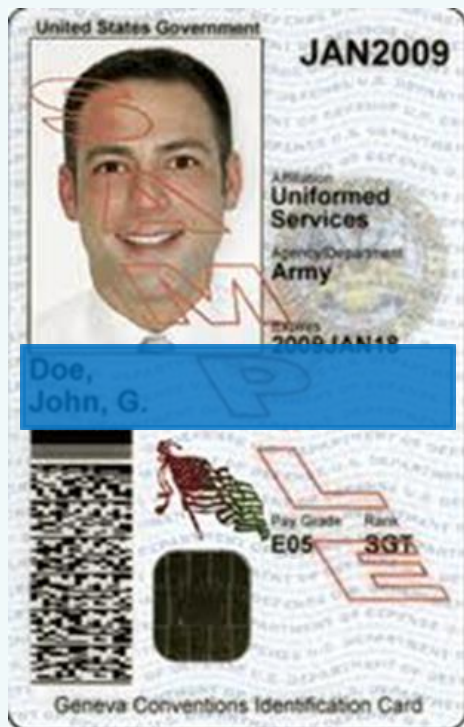 United States Government
JAN2009
Affiliation
Uniformed
Services
Agency/Department
Army
Expires
2009JAN18
Doe,
John, G.
SAMPLE
Pay Grade Rank
E05 SGT
Geneva Conventions Identification Card